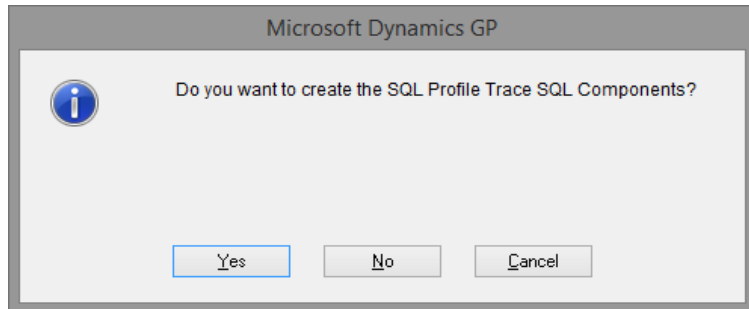 Microsoft Dynamics GP
Do you want to create the SQL Profile Trace SQL Components?
Yes
No
Cancel